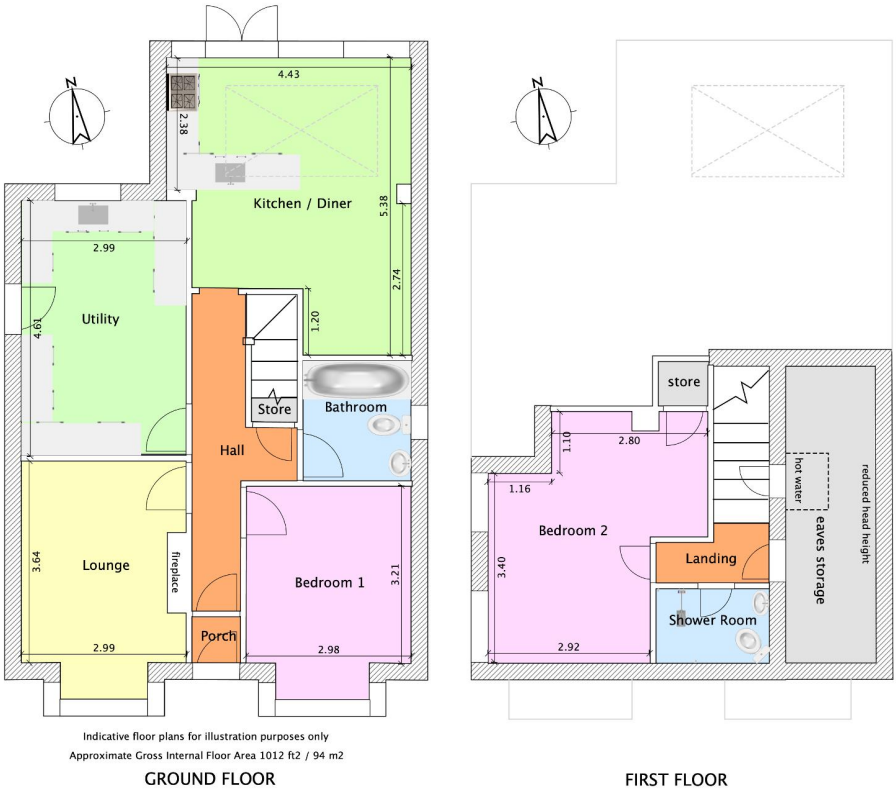 N
4.43
2.38
Kitchen / Diner
5.38
2.74
1.20
2.99
Utility
4.61
Store
Bathroom
Hall
Lounge
3.64
fireplace
2.99
Porch
Bedroom 1
3.21
2.98
Indicative floor plans for illustration purposes only
Approximate Gross Internal Floor Area 1012 ft2 / 94 m2
GROUND FLOOR
N
store
2.80
1.10
1.16
Bedroom 2
3.40
2.92
Landing
Shower Room
hot water
eaves storage
reduced head height
FIRST FLOOR